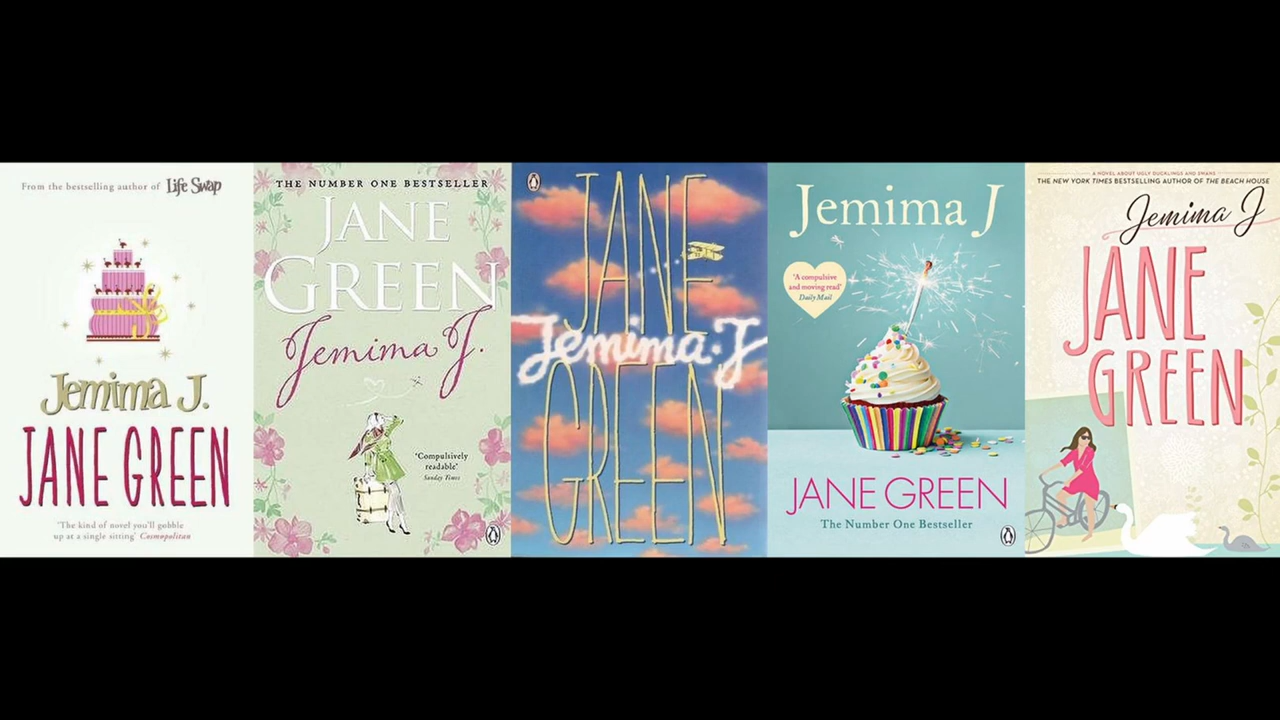 From the bestselling author of Life Swap
Jemima J.
JANE GREEN
'The kind of novel you'll gobble
up at a single sitting' Cosmopolitan
THE NUMBER ONE BESTSELLER
JANE
GREEN
Jemima J.
'Compulsively
readable'
Sunday Times
JANE
Jemima J
GREEN
Jemima J
'A compulsive
and moving read'
Daily Mail
JANE GREEN
The Number One Bestseller
A NOVEL ABOUT UGLY DUCKLINGS AND SWANS
THE NEW YORK TIMES BESTSELLING AUTHOR OF THE BEACH HOUSE
Jemima J
JANE
GREEN